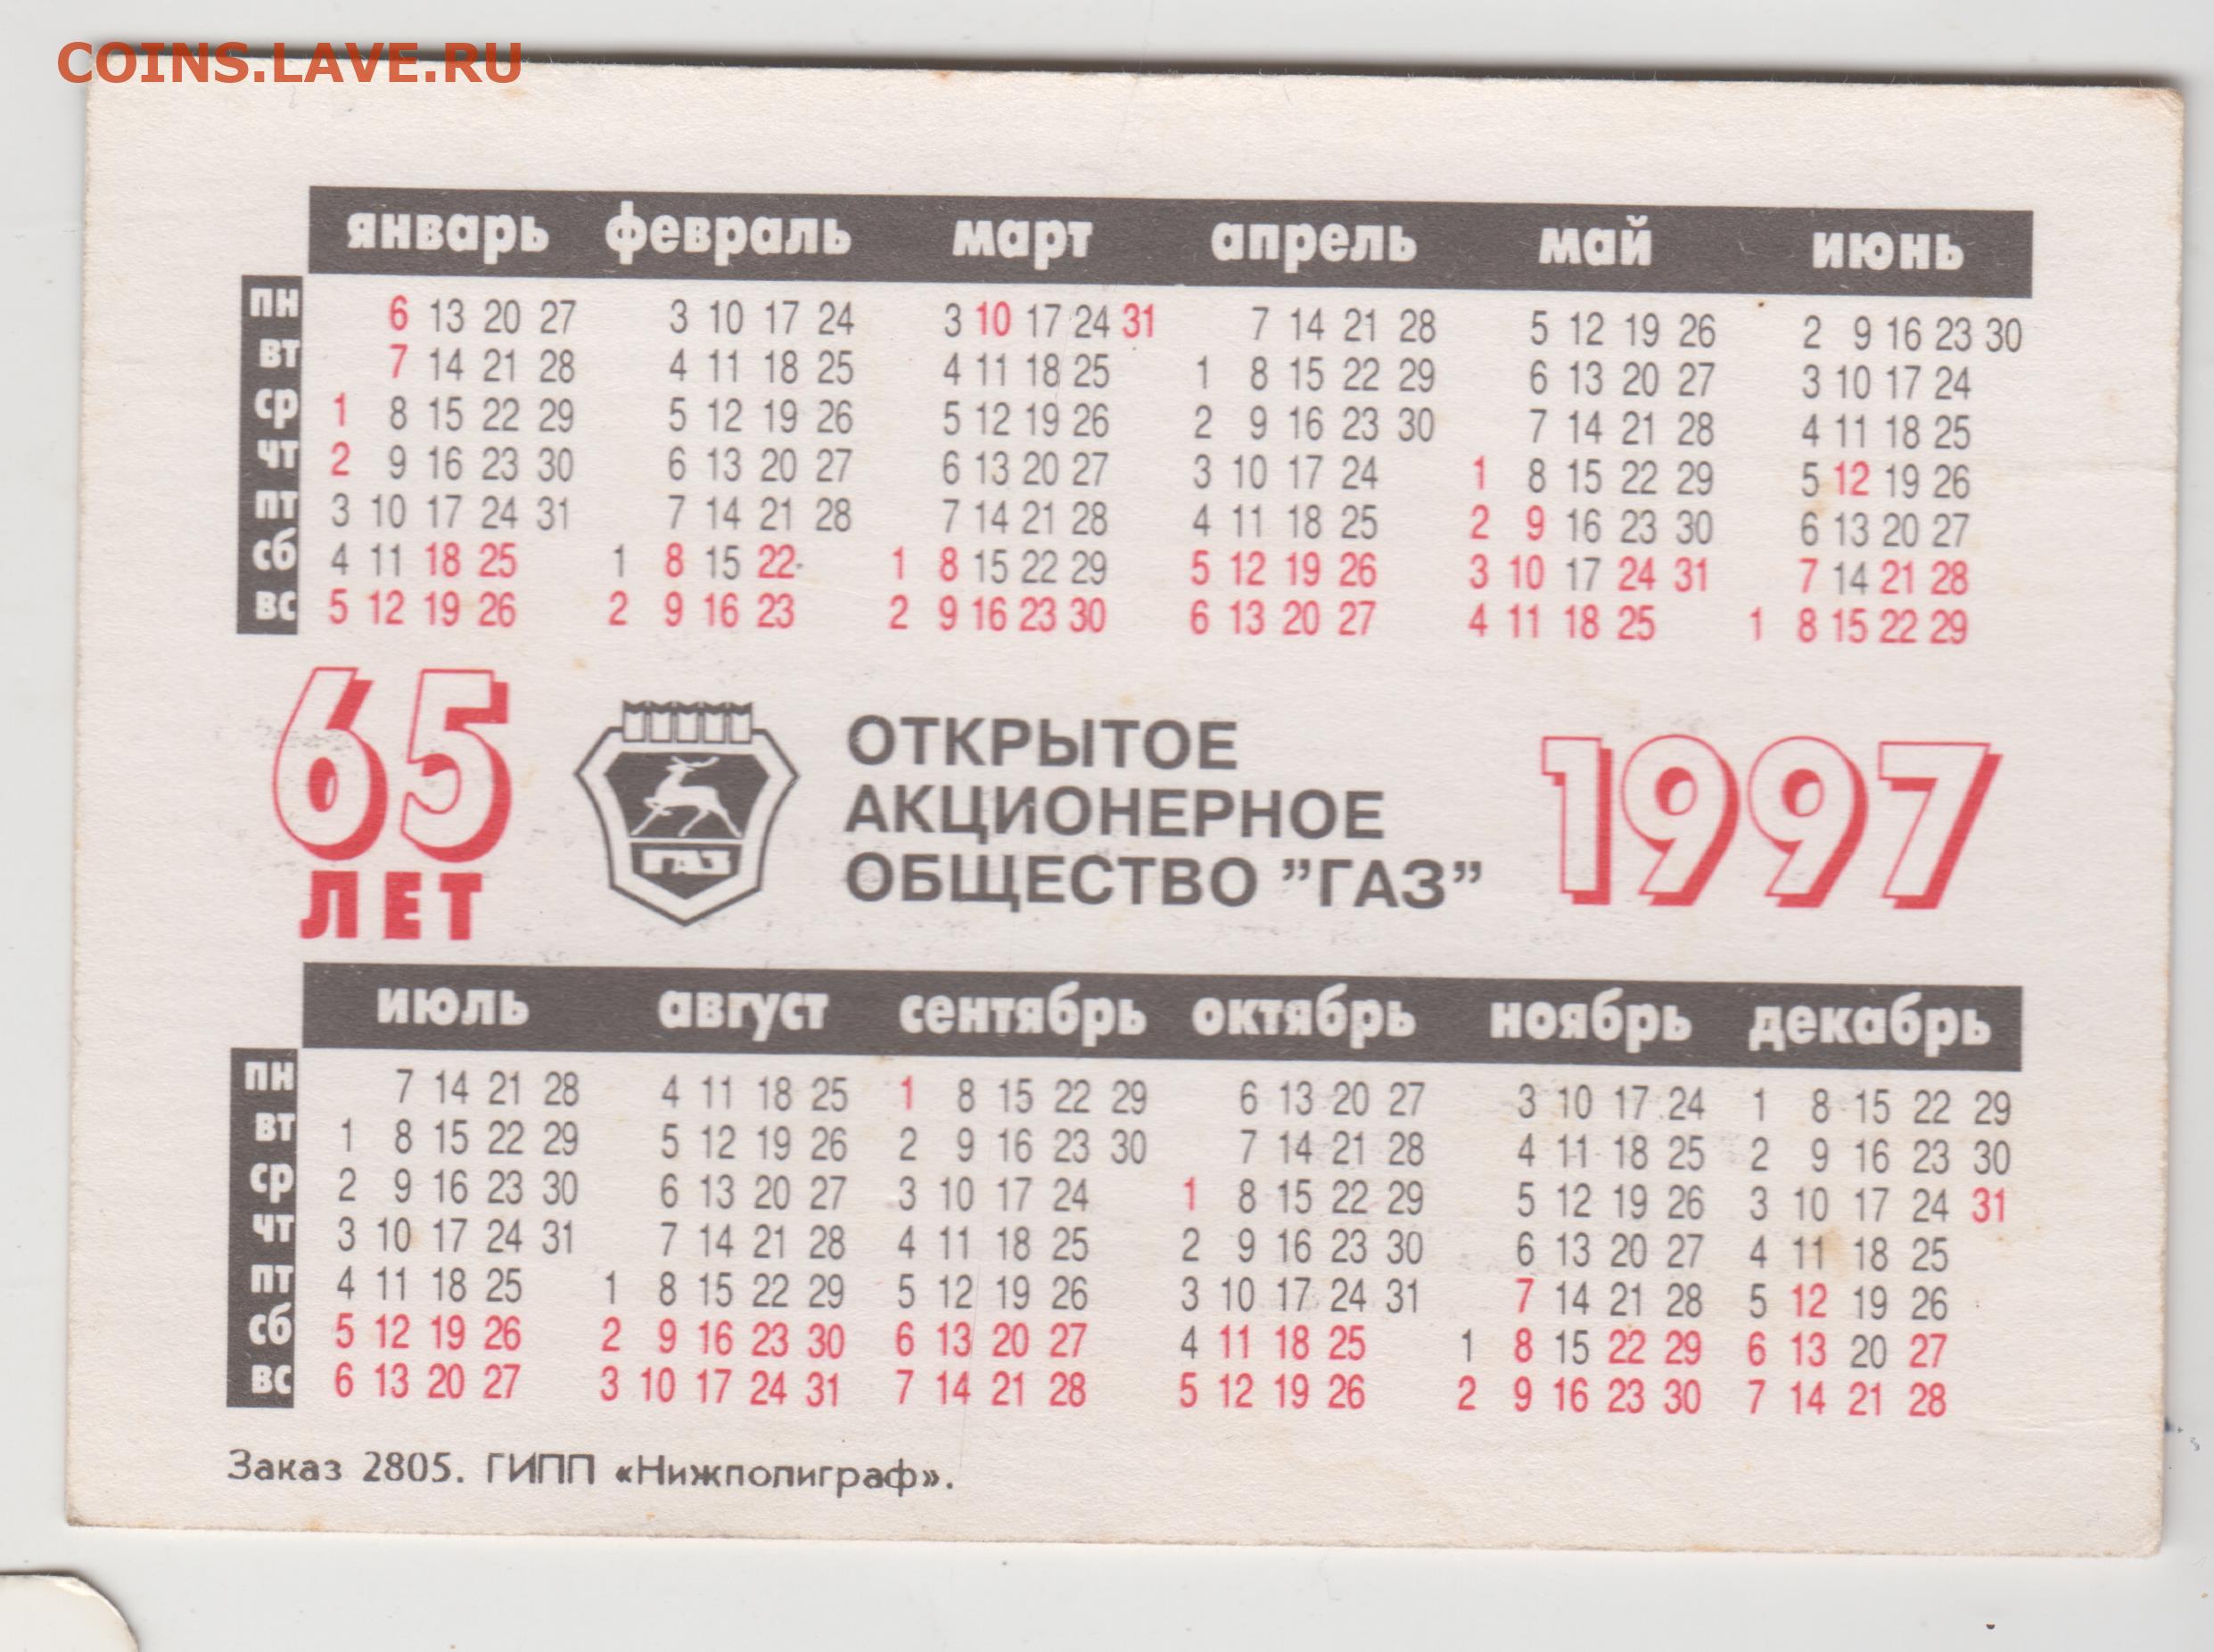 COINS.LAVE.RU
январь февраль март апрель май июнь
пн 6 13 20 27 3 10 17 24 3 10 17 24 31 7 14 21 28 5 12 19 26 2 9 16 23 30
вт 7 14 21 28 4 11 18 25 4 11 18 25 1 8 15 22 29 6 13 20 27 3 10 17 24
ср 1 8 15 22 29 5 12 19 26 5 12 19 26 2 9 16 23 30 7 14 21 28 4 11 18 25
чт 2 9 16 23 30 6 13 20 27 6 13 20 27 3 10 17 24 1 8 15 22 29 5 12 19 26
пт 3 10 17 24 31 7 14 21 28 7 14 21 28 4 11 18 25 2 9 16 23 30 6 13 20 27
сб 4 11 18 25 1 8 15 22 1 8 15 22 29 5 12 19 26 3 10 17 24 31 7 14 21 28
вс 5 12 19 26 2 9 16 23 2 9 16 23 30 6 13 20 27 4 11 18 25 1 8 15 22 29
65
ЛЕТ
ГАЗ
ОТКРЫТОЕ
АКЦИОНЕРНОЕ
ОБЩЕСТВО ”ГАЗ”
1997
июль август сентябрь октябрь ноябрь декабрь
пн 7 14 21 28 4 11 18 25 1 8 15 22 29 6 13 20 27 3 10 17 24 1 8 15 22 29
вт 1 8 15 22 29 5 12 19 26 2 9 16 23 30 7 14 21 28 4 11 18 25 2 9 16 23 30
ср 2 9 16 23 30 6 13 20 27 3 10 17 24 1 8 15 22 29 5 12 19 26 3 10 17 24 31
чт 3 10 17 24 31 7 14 21 28 4 11 18 25 2 9 16 23 30 6 13 20 27 4 11 18 25
пт 4 11 18 25 1 8 15 22 29 5 12 19 26 3 10 17 24 31 7 14 21 28 5 12 19 26
сб 5 12 19 26 2 9 16 23 30 6 13 20 27 4 11 18 25 1 8 15 22 29 6 13 20 27
вс 6 13 20 27 3 10 17 24 31 7 14 21 28 5 12 19 26 2 9 16 23 30 7 14 21 28
Заказ 2805. ГИПП «Нижполиграф».